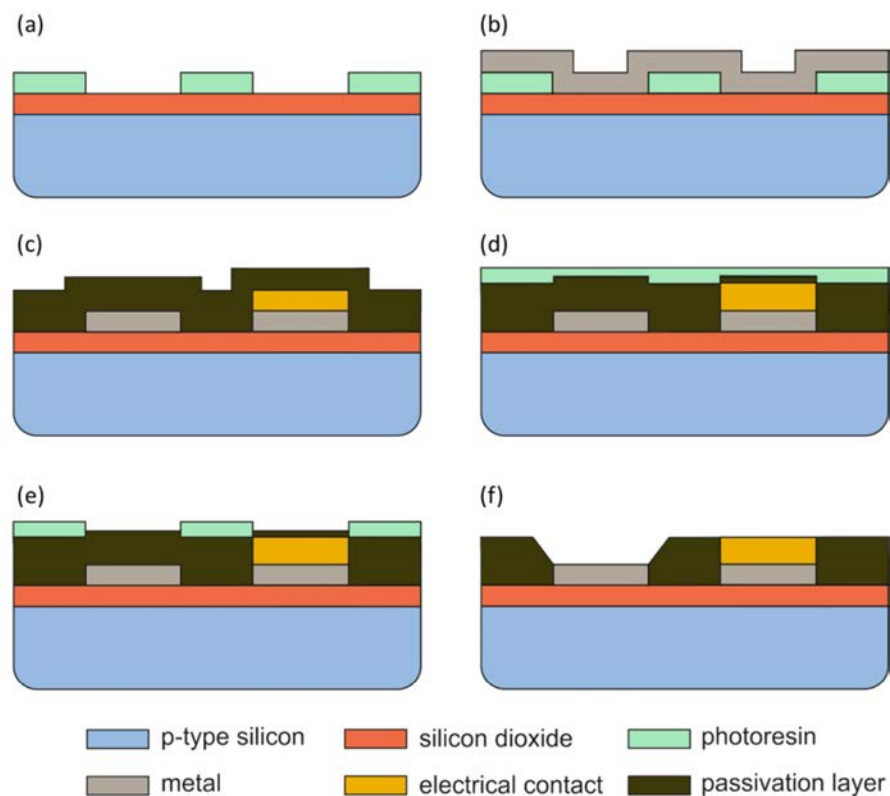 (a)
(b)
(c)
(d)
(e)
(f)
p-type silicon
silicon dioxide
photoresin
metal
electrical contact
passivation layer